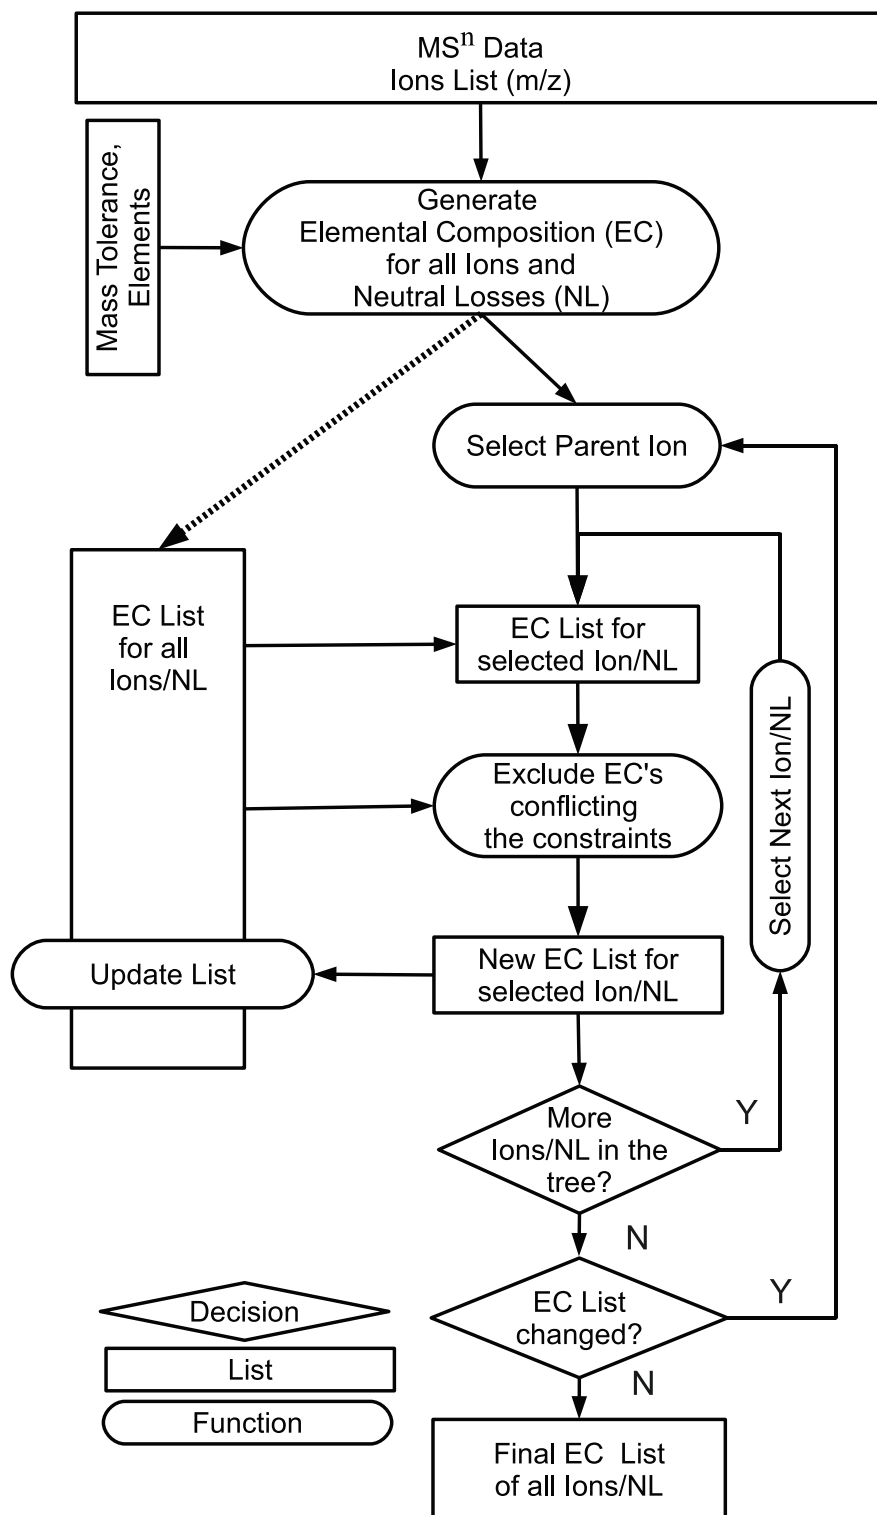 MSⁿ Data
Ions List (m/z)
Mass Tolerance,
Elements
Generate
Elemental Composition (EC)
for all Ions and
Neutral Losses (NL)
Select Parent Ion
EC List
for all
Ions/NL
EC List for
selected Ion/NL
Exclude EC's
conflicting
the constraints
Select Next Ion/NL
Update List
New EC List for
selected Ion/NL
More
Ions/NL in the
tree?
Y
N
EC List
changed?
Y
N
Decision
List
Function
Final EC List
of all Ions/NL